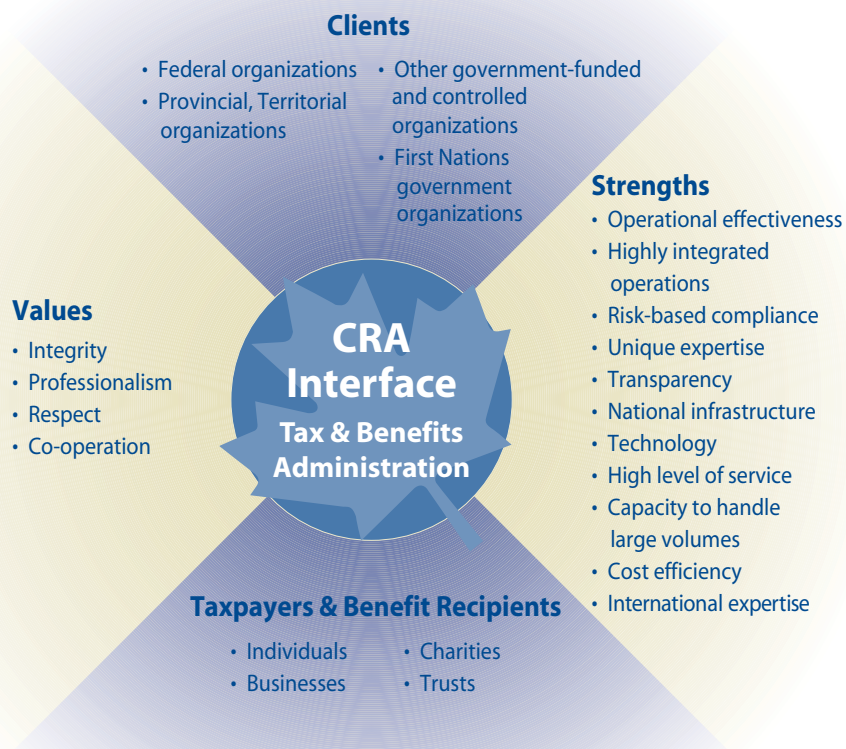 Clients
• Federal organizations
• Provincial, Territorial
organizations
• Other government-funded
and controlled
organizations
• First Nations
government
organizations
Values
• Integrity
• Professionalism
• Respect
• Co-operation
CRA
Interface
Tax & Benefits
Administration
Strengths
• Operational effectiveness
• Highly integrated
operations
• Risk-based compliance
• Unique expertise
• Transparency
• National infrastructure
• Technology
• High level of service
• Capacity to handle
large volumes
• Cost efficiency
• International expertise
Taxpayers & Benefit Recipients
• Individuals
• Businesses
• Charities
• Trusts